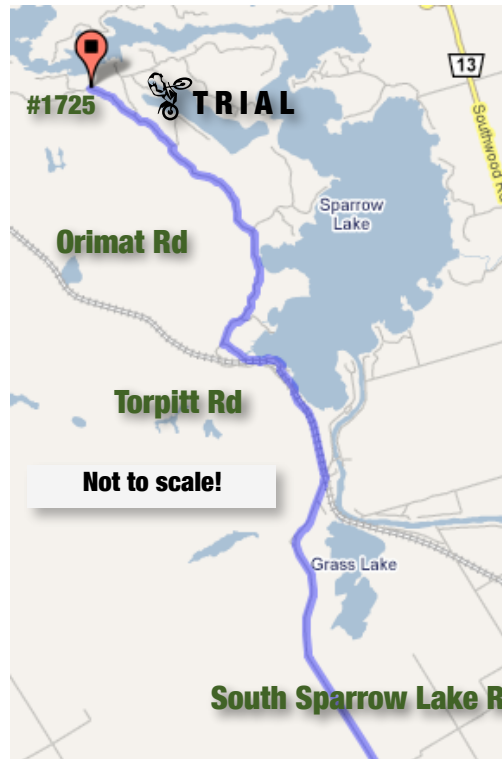 13
#1725
TRIAL
Southwood R
Sparrow
Lake
Orimat Rd
Torpitt Rd
Not to scale!
Grass Lake
South Sparrow Lake R